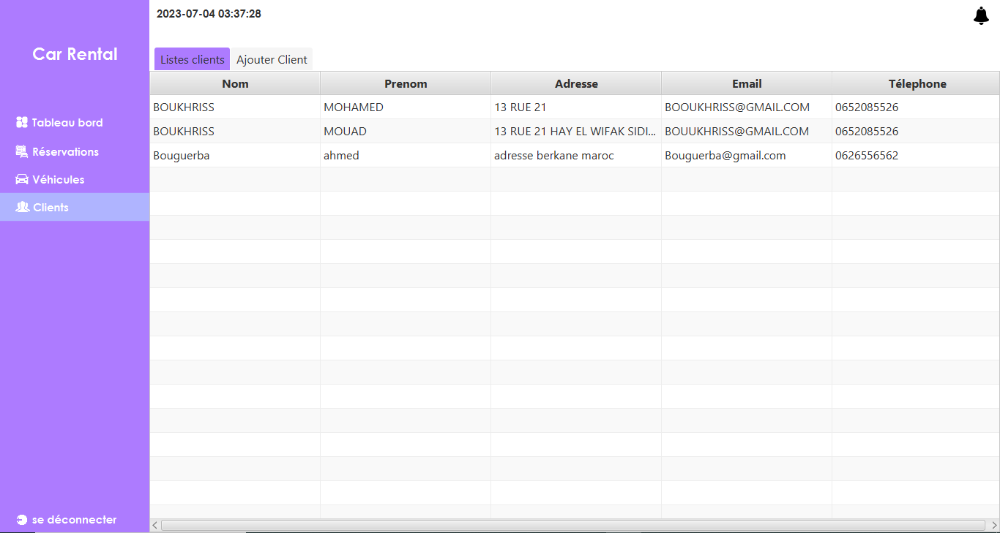 2023-07-04 03:37:28
Car Rental
Tableau bord
Réservations
Véhicules
Clients
se déconnecter
Listes clients Ajouter Client
Nom Prenom Adresse Email Télephone
BOUKHRISS MOHAMED 13 RUE 21 BOOUKHRISS@GMAIL.COM 0652085526
BOUKHRISS MOUAD 13 RUE 21 HAY EL WIFAK SIDI... BOUUKHRISS@GMAIL.COM 0652085526
Bouguerba ahmed adresse berkane maroc Bouguerba@gmail.com 0626556562